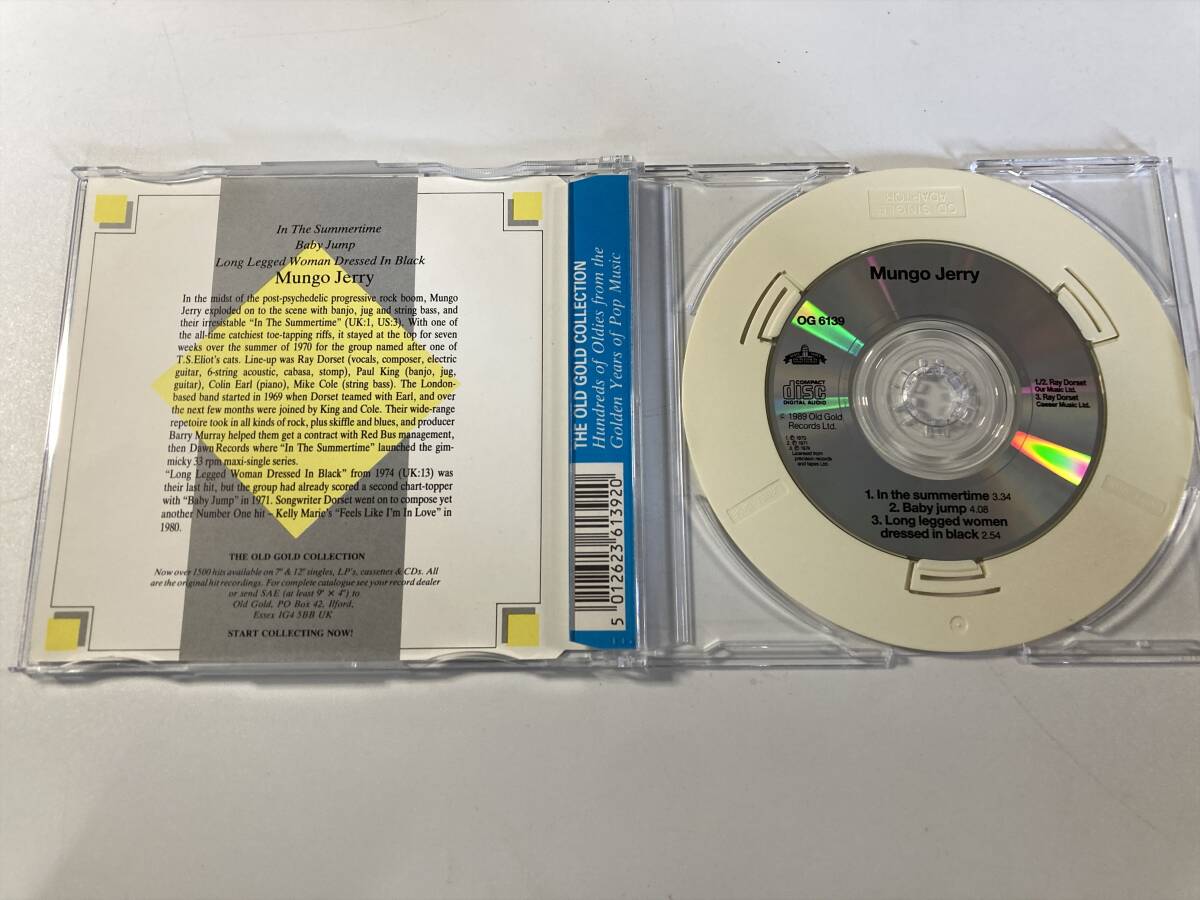 In The Summertime
Baby Jump
Long Legged Woman Dressed In Black
Mungo Jerry
In the midst of the post-psychedelic progressive rock boom, Mungo
Jerry exploded on to the scene with banjo, jug and string bass, and
their irresistable “In The Summertime” (UK:1, US:3). With one of
the all-time catchiest toe-tapping riffs, it stayed at the top for seven
weeks over the summer of 1970 for the group named after one of
T.S.Eliot's cats. Line-up was Ray Dorset (vocals, composer, electric
guitar, 6-string acoustic, cabasa, stomp), Paul King (banjo, jug,
guitar), Colin Earl (piano), Mike Cole (string bass). The London-
based band started in 1969 when Dorset teamed with Earl, and over
the next few months were joined by King and Cole. Their wide-range
repetoire took in all kinds of rock, plus skiffle and blues, and producer
Barry Murray helped them get a contract with Red Bus management,
then Dawn Records where “In The Summertime” launched the gim-
micky 33 rpm maxi-single series.
“Long Legged Woman Dressed In Black” from 1974 (UK:13) was
their last hit, but the group had already scored a second chart-topper
with “Baby Jump” in 1971. Songwriter Dorset went on to compose yet
another Number One hit – Kelly Marie's “Feels Like I'm In Love” in
1980.
THE OLD GOLD COLLECTION
Now over 1500 hits available on 7" & 12" singles, LP's, cassettes & CDs. All
are the original hit recordings. For complete catalogue see your record dealer
or send SAE (at least 9" × 4") to
Old Gold, PO Box 42, Ilford,
Essex IG4 5BB UK
START COLLECTING NOW!
THE OLD GOLD COLLECTION
Hundreds of Oldies from the
Golden Years of Pop Music
5 012623 613920
CD SINGLE
ADAPTOR
Mungo Jerry
OG 6139
COMPACT
disc
DIGITAL AUDIO
© 1989 Old Gold
Records Ltd.
1. ℗ 1970
2. ℗ 1971
3. ℗ 1974
Licensed from
precision records
and tapes Ltd.
1./2. Ray Dorset
Our Music Ltd.
3. Ray Dorset
Caeser Music Ltd.
1. In the summertime 3.34
2. Baby jump 4.08
3. Long legged women
dressed in black 2.54